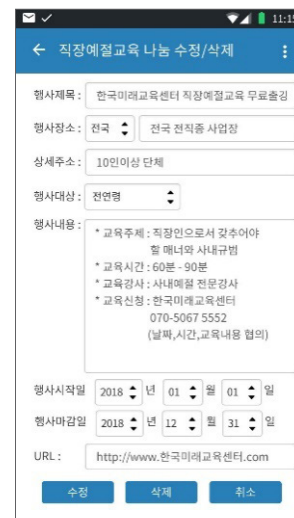 11:15
← 직장예절교육 나눔 수정/삭제
행사제목 : 한국미래교육센터 직장예절교육 무료출강
행사장소 : 전국 전국 전직종 사업장
상세주소 : 10인이상 단체
행사대상 : 전연령
행사내용 : * 교육주제 : 직장인으로서 갖추어야
할 매너와 사내규범
* 교육시간 : 60분 - 90분
* 교육강사 : 사내예절 전문강사
* 교육신청 : 한국미래교육센터
070-5067 5552
(날짜,시간,교육내용 협의)
행사시작일 2018 년 01 월 01 일
행사마감일 2018 년 12 월 31 일
URL : http://www.한국미래교육센터.com
수정 삭제 취소